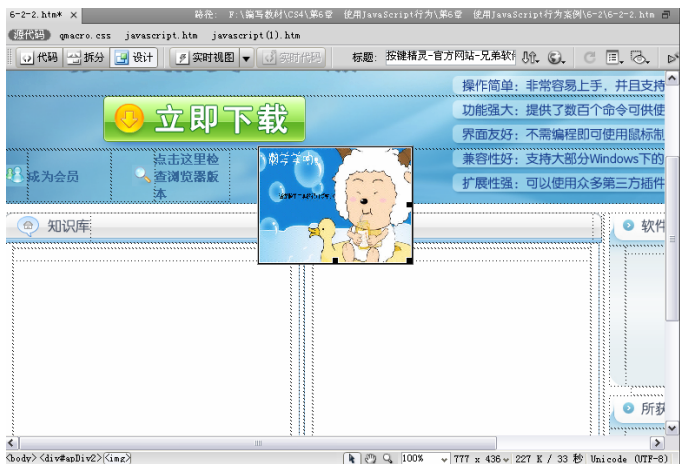 6-2-2.htm* × 路径: F:\编写教材\CS4\第6章 使用JavaScript行为\第6章 使用JavaScript行为案例\6-2\6-2-2.htm
源代码 qmacro.css javascript.htm javascript(1).htm
代码 拆分 设计 实时视图 实时代码 标题: 按键精灵-官方网站-兄弟软件
操作简单:非常容易上手,并且支持
立即下载
功能强大:提供了数百个命令可供使
界面友好:不需编程即可使用鼠标制
兼容性好:支持大部分Windows下的
扩展性强:可以使用众多第三方插件
成为会员
点击这里检
查浏览器版
本
知识库
软件
所获
<body> <div#apDiv2> <img>
100% 777 x 436 227 K / 33 秒 Unicode (UTF-8)